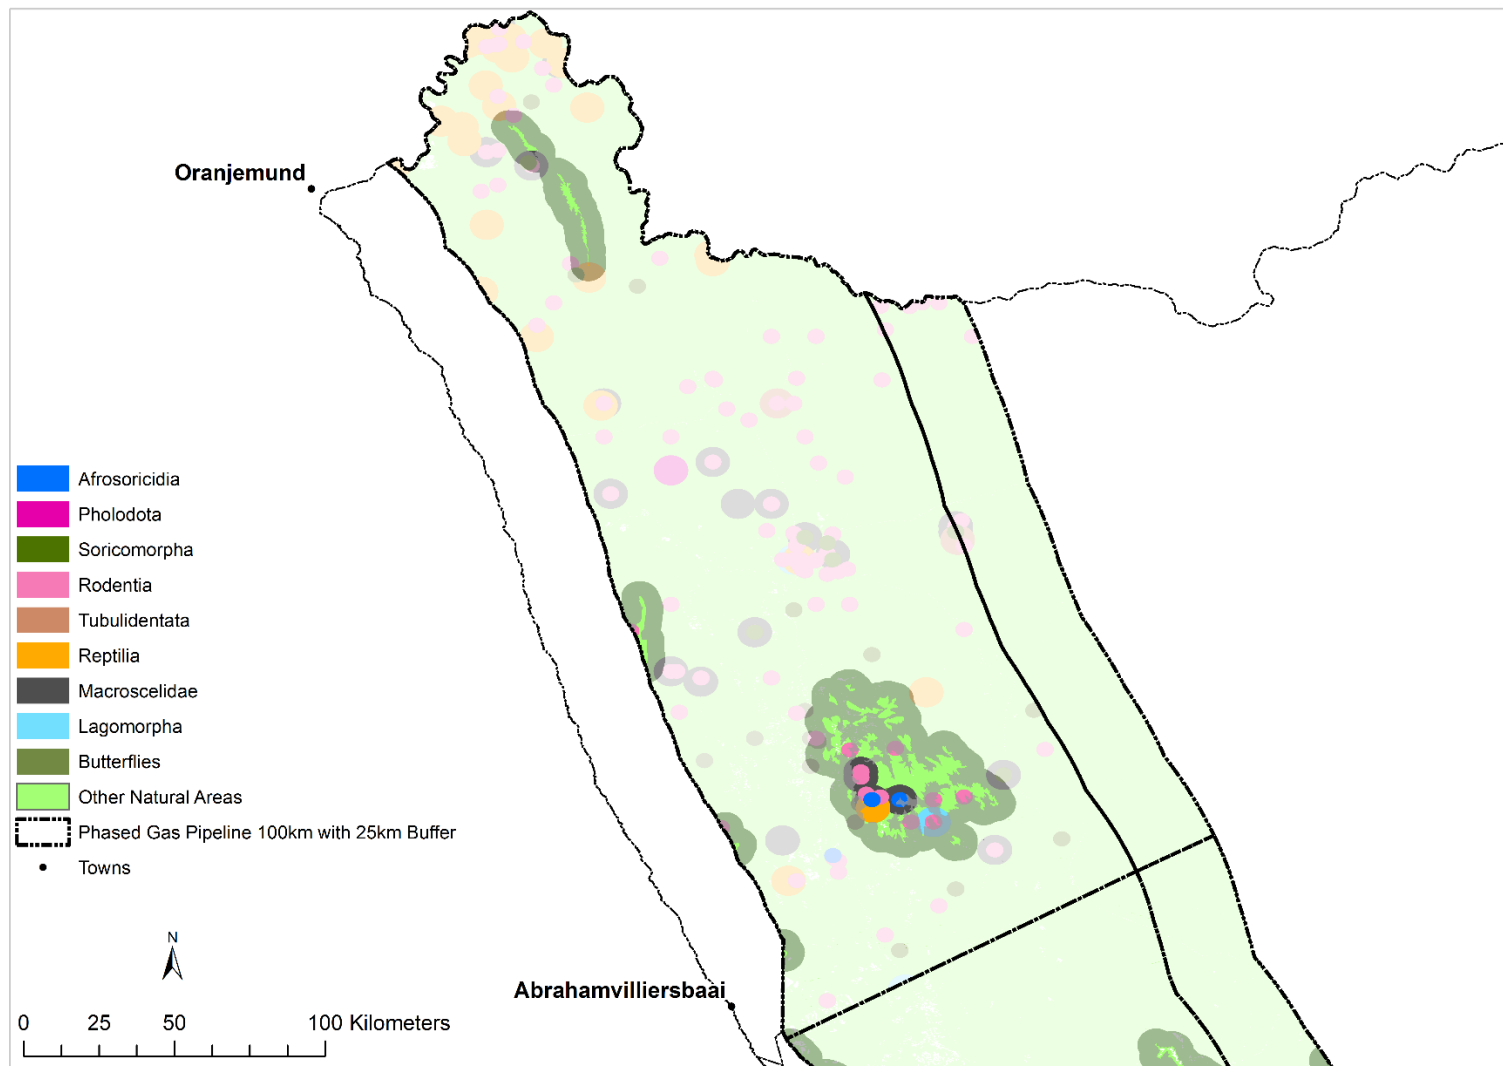 Oranjemund
Afrosoricidia
Pholodota
Soricomorpha
Rodentia
Tubulidentata
Reptilia
Macroscelidae
Lagomorpha
Butterflies
Other Natural Areas
Phased Gas Pipeline 100km with 25km Buffer
Towns
N
Abrahamvilliersbaai
0 25 50 100 Kilometers